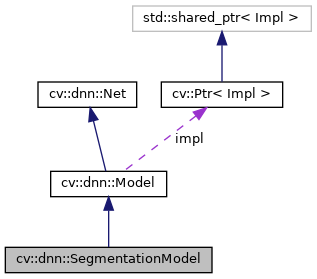 std::shared_ptr< Impl >
cv::dnn::Net
cv::Ptr< Impl >
impl
cv::dnn::Model
cv::dnn::SegmentationModel